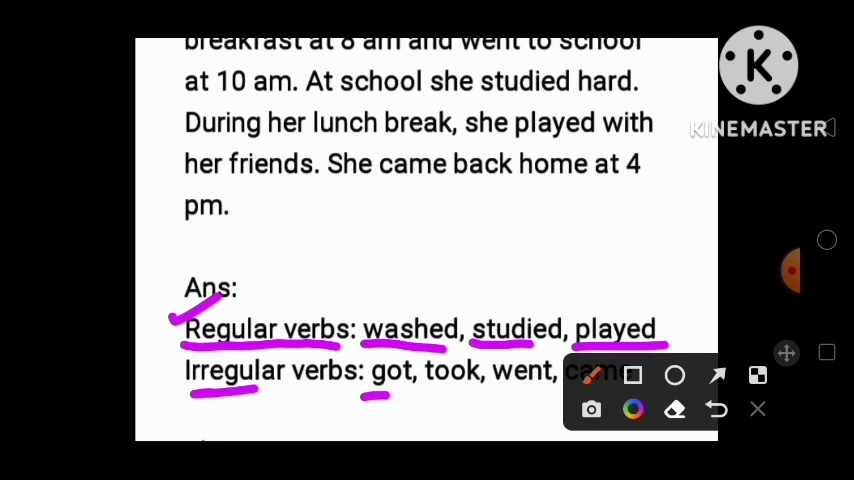 breakfast at 8 am and went to school
at 10 am. At school she studied hard.
During her lunch break, she played with
her friends. She came back home at 4
pm.
Ans:
Regular verbs: washed, studied, played
Irregular verbs: got, took, went, came
K
KINEMASTER